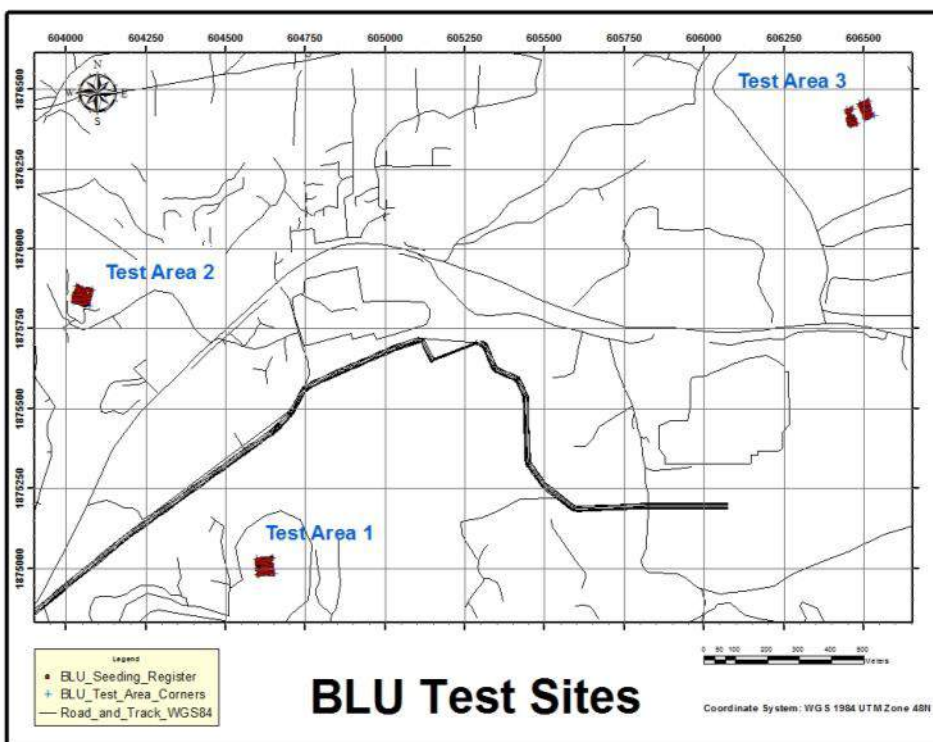 604000 604250 604500 604750 605000 605250 605500 605750 606000 606250 606500
N
W E
S
1876500
1876250
1876000
1875750
1875500
1875250
1875000
Test Area 3
Test Area 2
Test Area 1
Legend
BLU_Seeding_Register
BLU_Test_Area_Corners
Road_and_Track_WGS84
BLU Test Sites
0 50 100 200 300 400 500
Meters
Coordinate System: WGS 1984 UTM Zone 48N